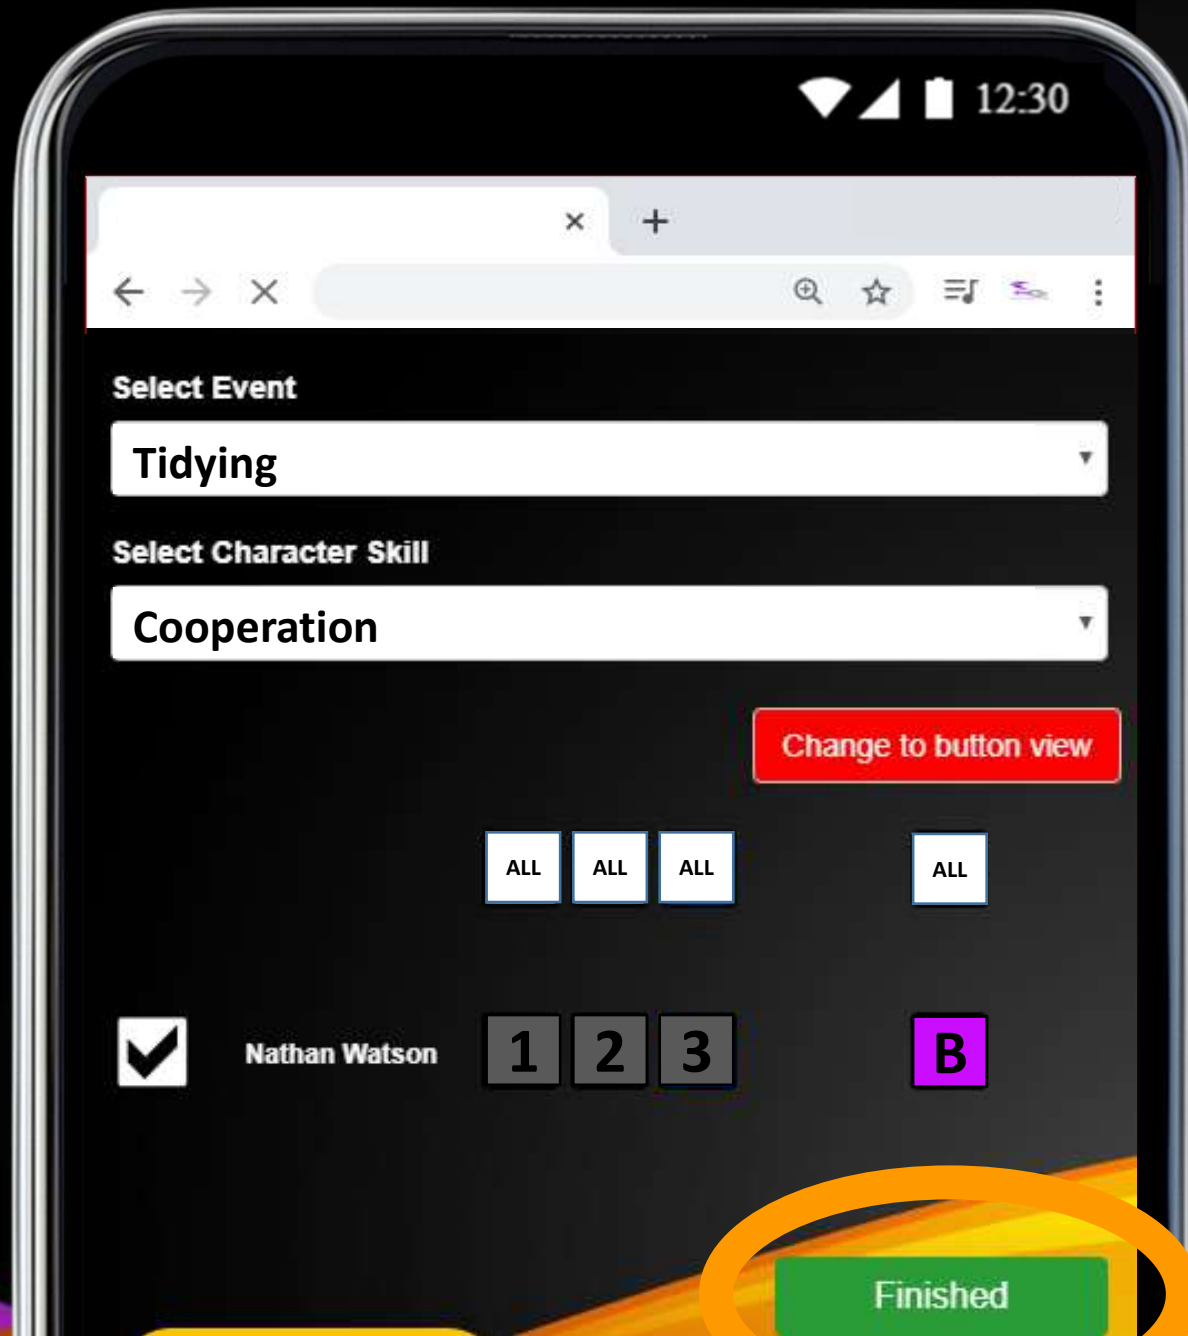 12:30
Select Event
Tidying
Select Character Skill
Cooperation
Change to button view
ALL ALL ALL ALL
Nathan Watson 1 2 3 B
Finished